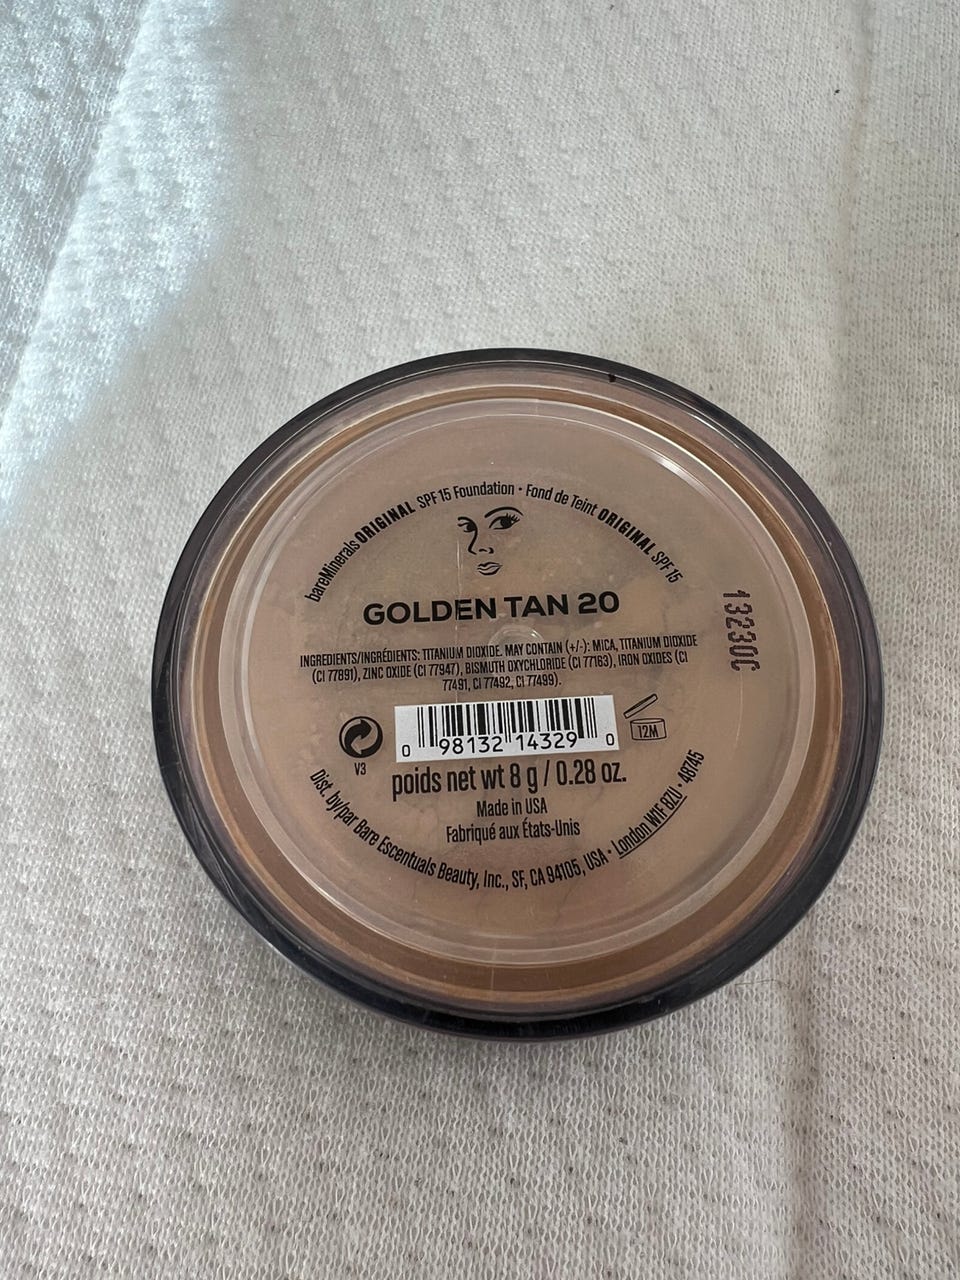 bareMinerals ORIGINAL SPF 15 Foundation • Fond de Teint ORIGINAL SPF 15
GOLDEN TAN 20
INGREDIENTS/INGRÉDIENTS: TITANIUM DIOXIDE. MAY CONTAIN (+/-): MICA, TITANIUM DIOXIDE
(CI 77891), ZINC OXIDE (CI 77947), BISMUTH OXYCHLORIDE (CI 77163), IRON OXIDES (CI
77491, CI 77492, CI 77499).
13230C
0 98132 14329 0
V3
12M
poids net wt 8 g / 0.28 oz.
Made in USA
Fabriqué aux États-Unis
Dist. by/par Bare Escentuals Beauty, Inc., SF, CA 94105, USA • London W1F 8ZU • 48745